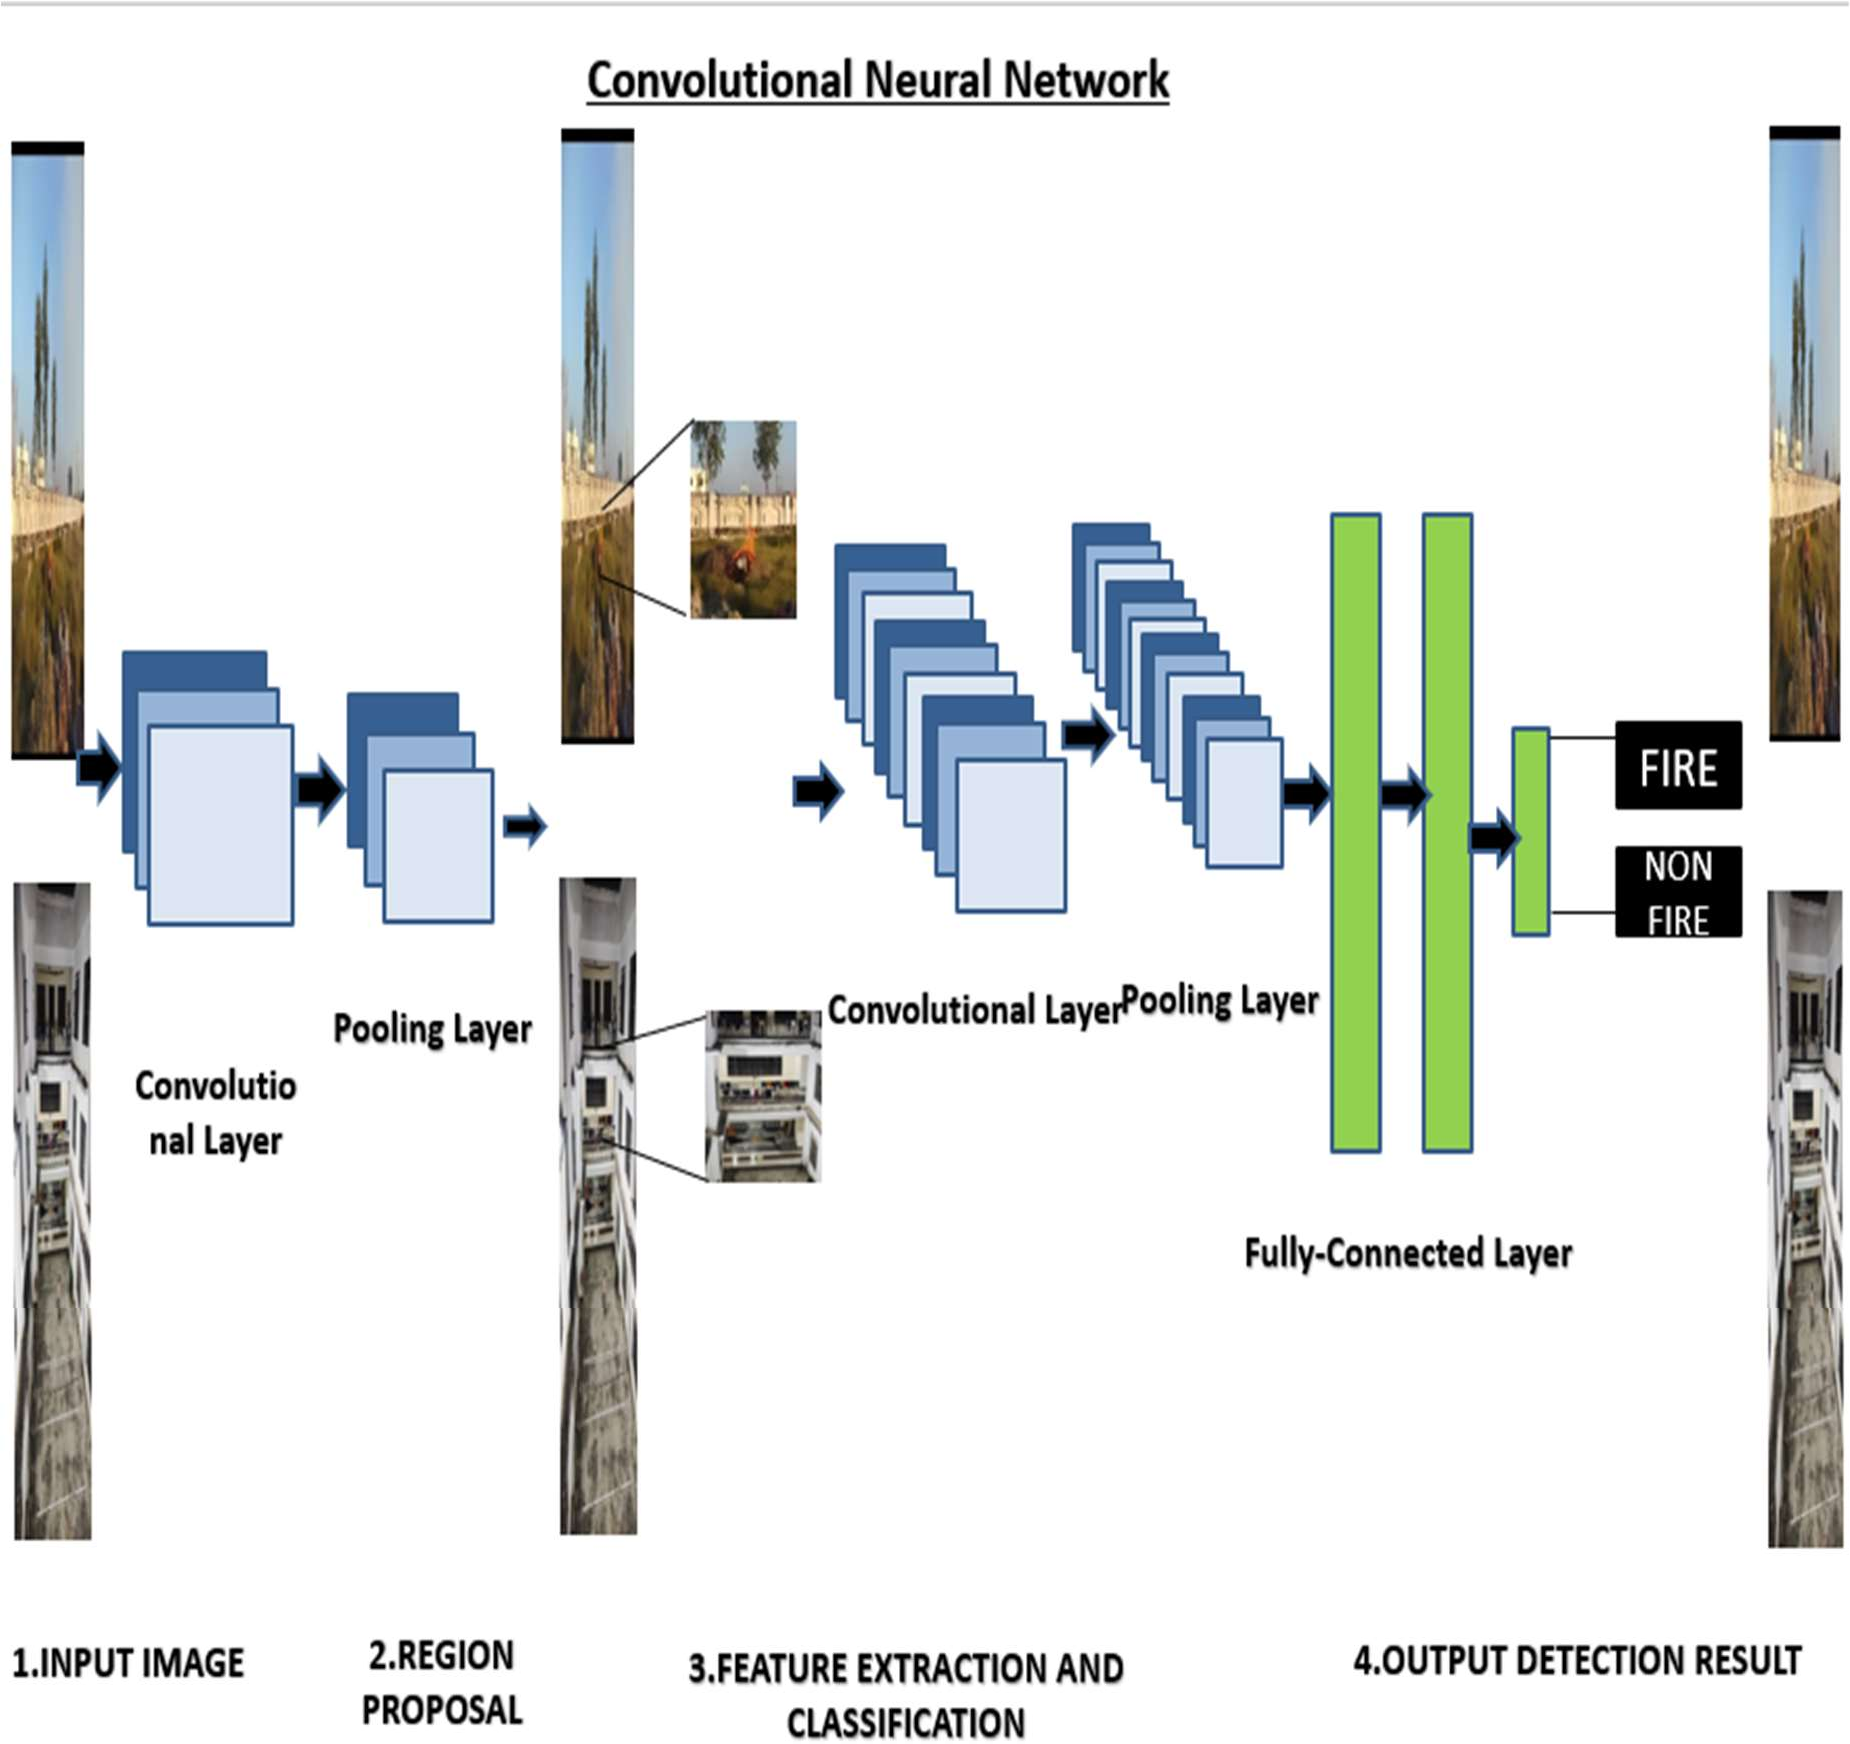 Convolutional Neural Network
FIRE
NON
FIRE
Convolutional Layer
Pooling Layer
Pooling Layer
Convolutio
nal Layer
Fully-Connected Layer
1.INPUT IMAGE
2.REGION
PROPOSAL
3.FEATURE EXTRACTION AND
CLASSIFICATION
4.OUTPUT DETECTION RESULT